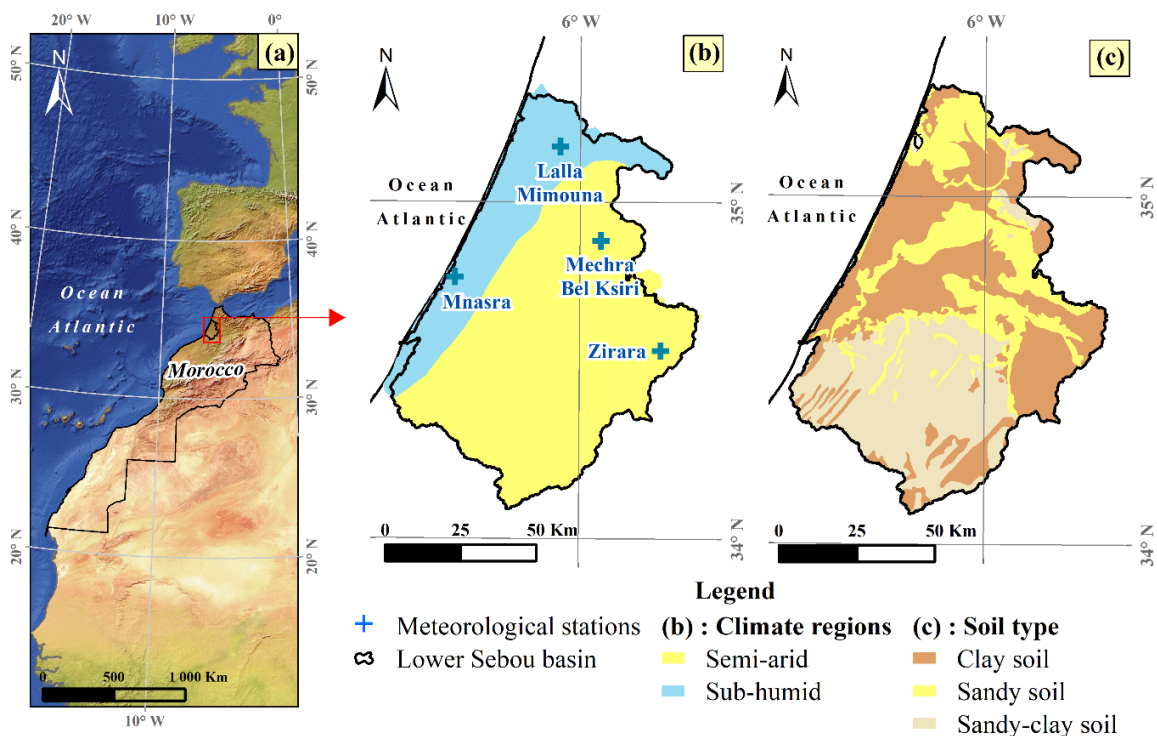 20° W
10° W
0°
(a)
N
50° N
50° N
40° N
40° N
Ocean
Atlantic
Morocco
30° N
30° N
20° N
20° N
0
500
1 000 Km
10° W
6° W
(b)
N
Lalla
Mimouna
Ocean
Atlantic
35° N
Mechra
Bel Ksiri
Mnasra
Zirara
0
25
50 Km
34° N
6° W
(c)
N
Ocean
Atlantic
35° N
0
25
50 Km
34° N
Legend
Meteorological stations
Lower Sebou basin
(b) : Climate regions
Semi-arid
Sub-humid
(c) : Soil type
Clay soil
Sandy soil
Sandy-clay soil